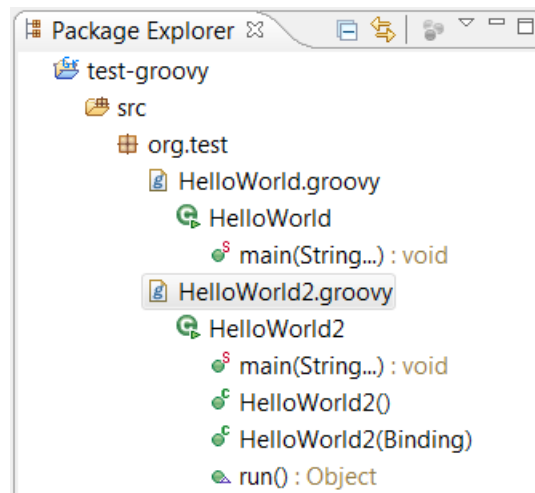 Package Explorer
test-groovy
src
org.test
HelloWorld.groovy
HelloWorld
main(String...) : void
HelloWorld2.groovy
HelloWorld2
main(String...) : void
HelloWorld2()
HelloWorld2(Binding)
run() : Object